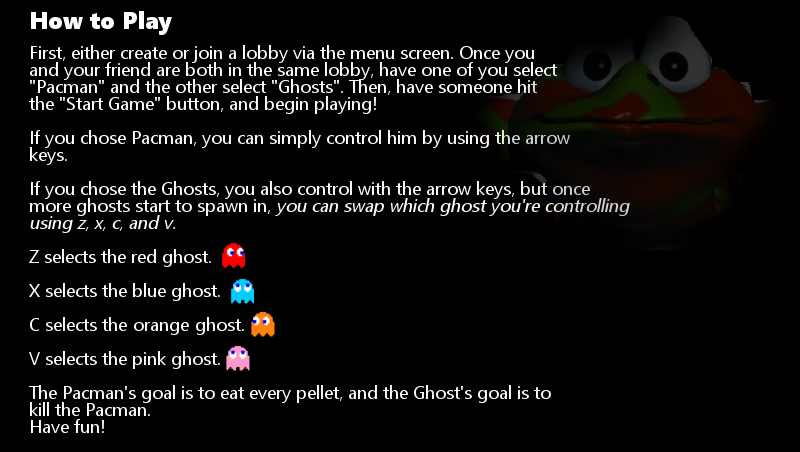 How to Play
First, either create or join a lobby via the menu screen. Once you
and your friend are both in the same lobby, have one of you select
"Pacman" and the other select "Ghosts". Then, have someone hit
the "Start Game" button, and begin playing!
If you chose Pacman, you can simply control him by using the arrow
keys.
If you chose the Ghosts, you also control with the arrow keys, but once
more ghosts start to spawn in, you can swap which ghost you're controlling
using z, x, c, and v.
Z selects the red ghost.
X selects the blue ghost.
C selects the orange ghost.
V selects the pink ghost.
The Pacman's goal is to eat every pellet, and the Ghost's goal is to
kill the Pacman.
Have fun!